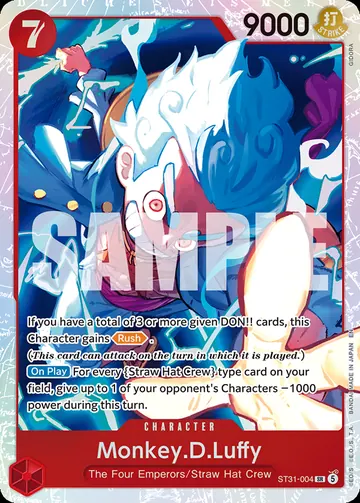 7
9000
打
STRIKE
GIDORA
SAMPLE
If you have a total of 3 or more given DON!! cards, this
Character gains Rush.
(This card can attack on the turn in which it is played.)
On Play For every {Straw Hat Crew} type card on your
field, give up to 1 of your opponent's Characters −1000
power during this turn.
CHARACTER
Monkey.D.Luffy
The Four Emperors/Straw Hat Crew
ST31-004 SR 5